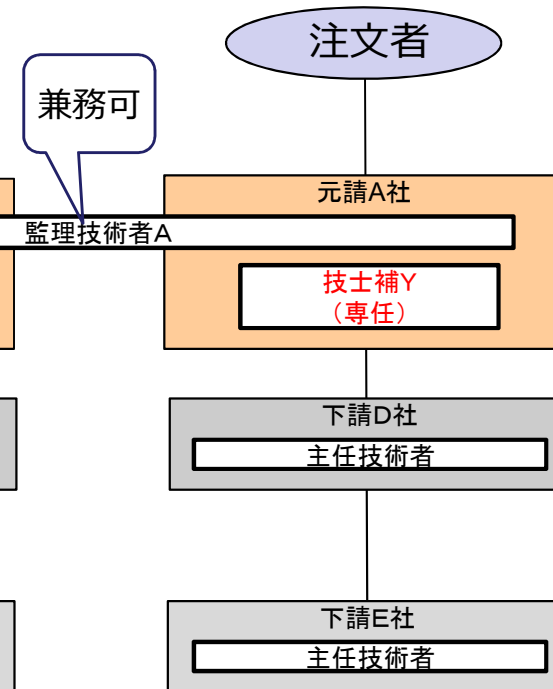 注文者
兼務可
元請A社
監理技術者A
技士補Y
（専任）
下請D社
主任技術者
下請E社
主任技術者